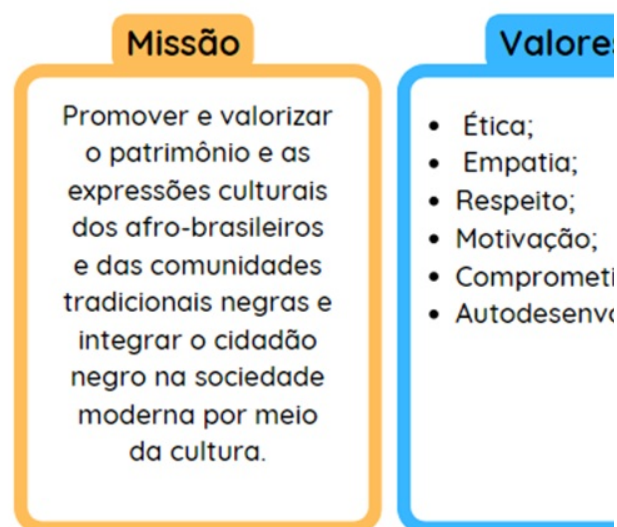 Missão
Promover e valorizar
o patrimônio e as
expressões culturais
dos afro-brasileiros
e das comunidades
tradicionais negras e
integrar o cidadão
negro na sociedade
moderna por meio
da cultura.
Valores
• Ética;
• Empatia;
• Respeito;
• Motivação;